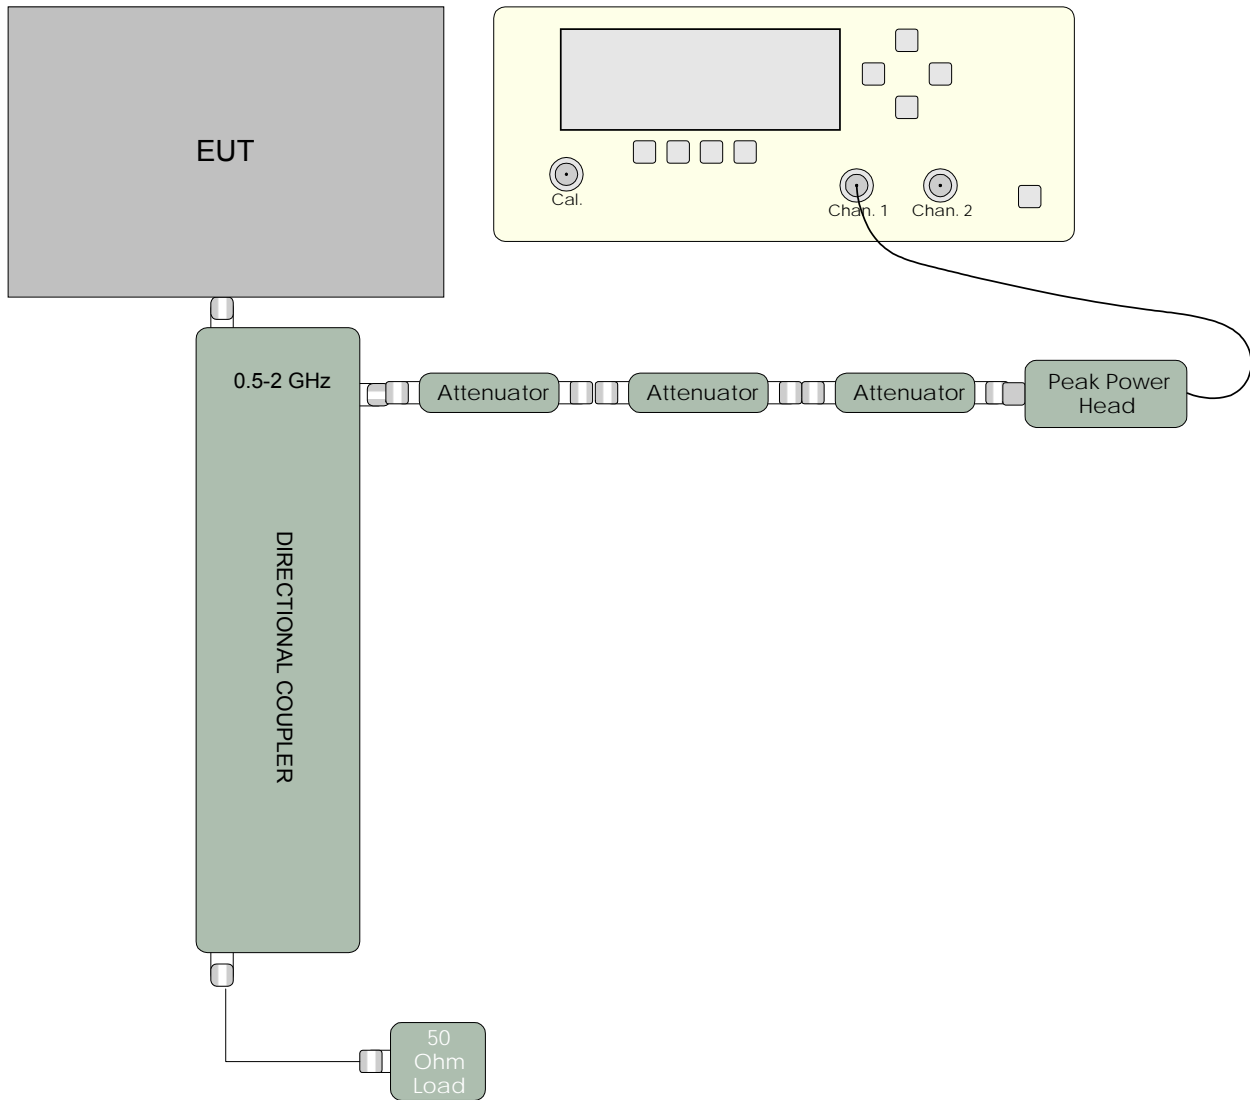 EUT
Cal.
Chan. 1
Chan. 2
0.5-2 GHz
Attenuator
Attenuator
Attenuator
Peak Power
Head
DIRECTIONAL COUPLER
50
Ohm
Load